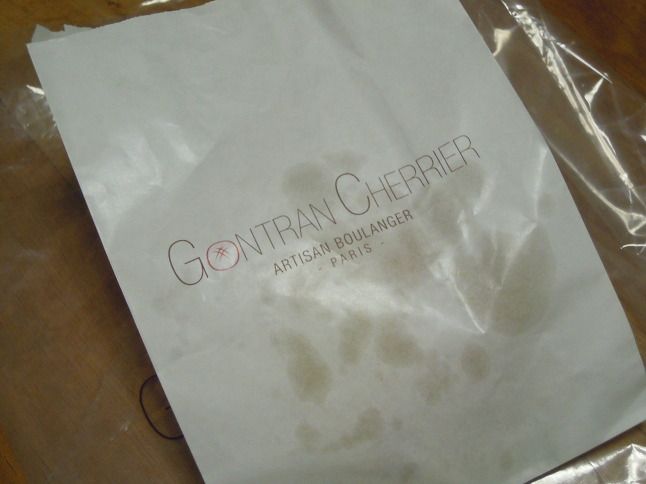 GONTRAN CHERRIER
ARTISAN BOULANGER
- PARIS -